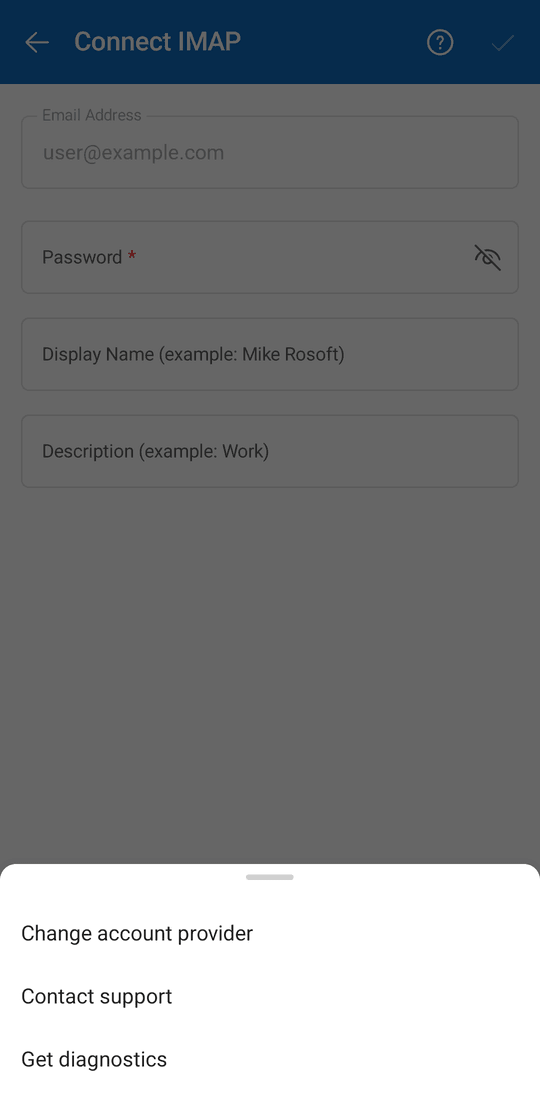 Connect IMAP
Email Address
user@example.com
Password *
Display Name (example: Mike Rosoft)
Description (example: Work)
Change account provider
Contact support
Get diagnostics